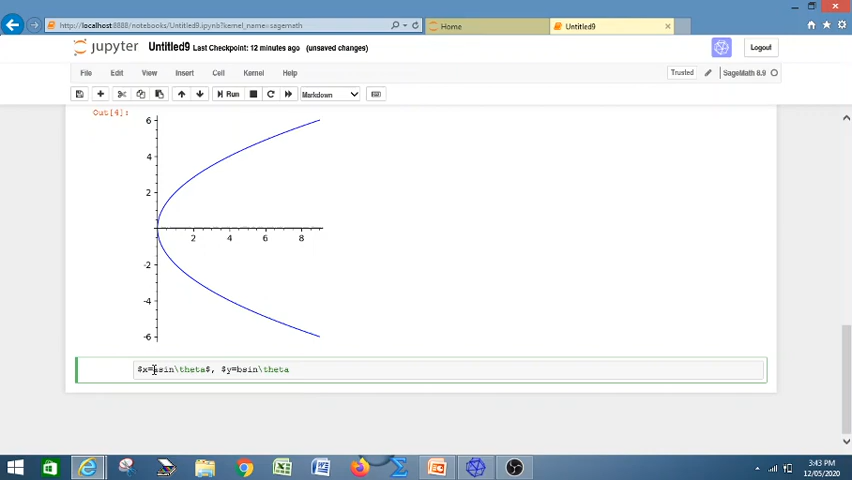 http://localhost:8888/notebooks/Untitled9.ipynb?kernel_name=sagemath
Home
Untitled9
jupyter Untitled9 Last Checkpoint: 12 minutes ago (unsaved changes)
Logout
File Edit View Insert Cell Kernel Help
Trusted
SageMath 8.9
Run
Markdown
Out[4]:
6
4
2
2 4 6 8
-2
-4
-6
$x=asin\theta$, $y=bsin\theta
3:43 PM
12/05/2020